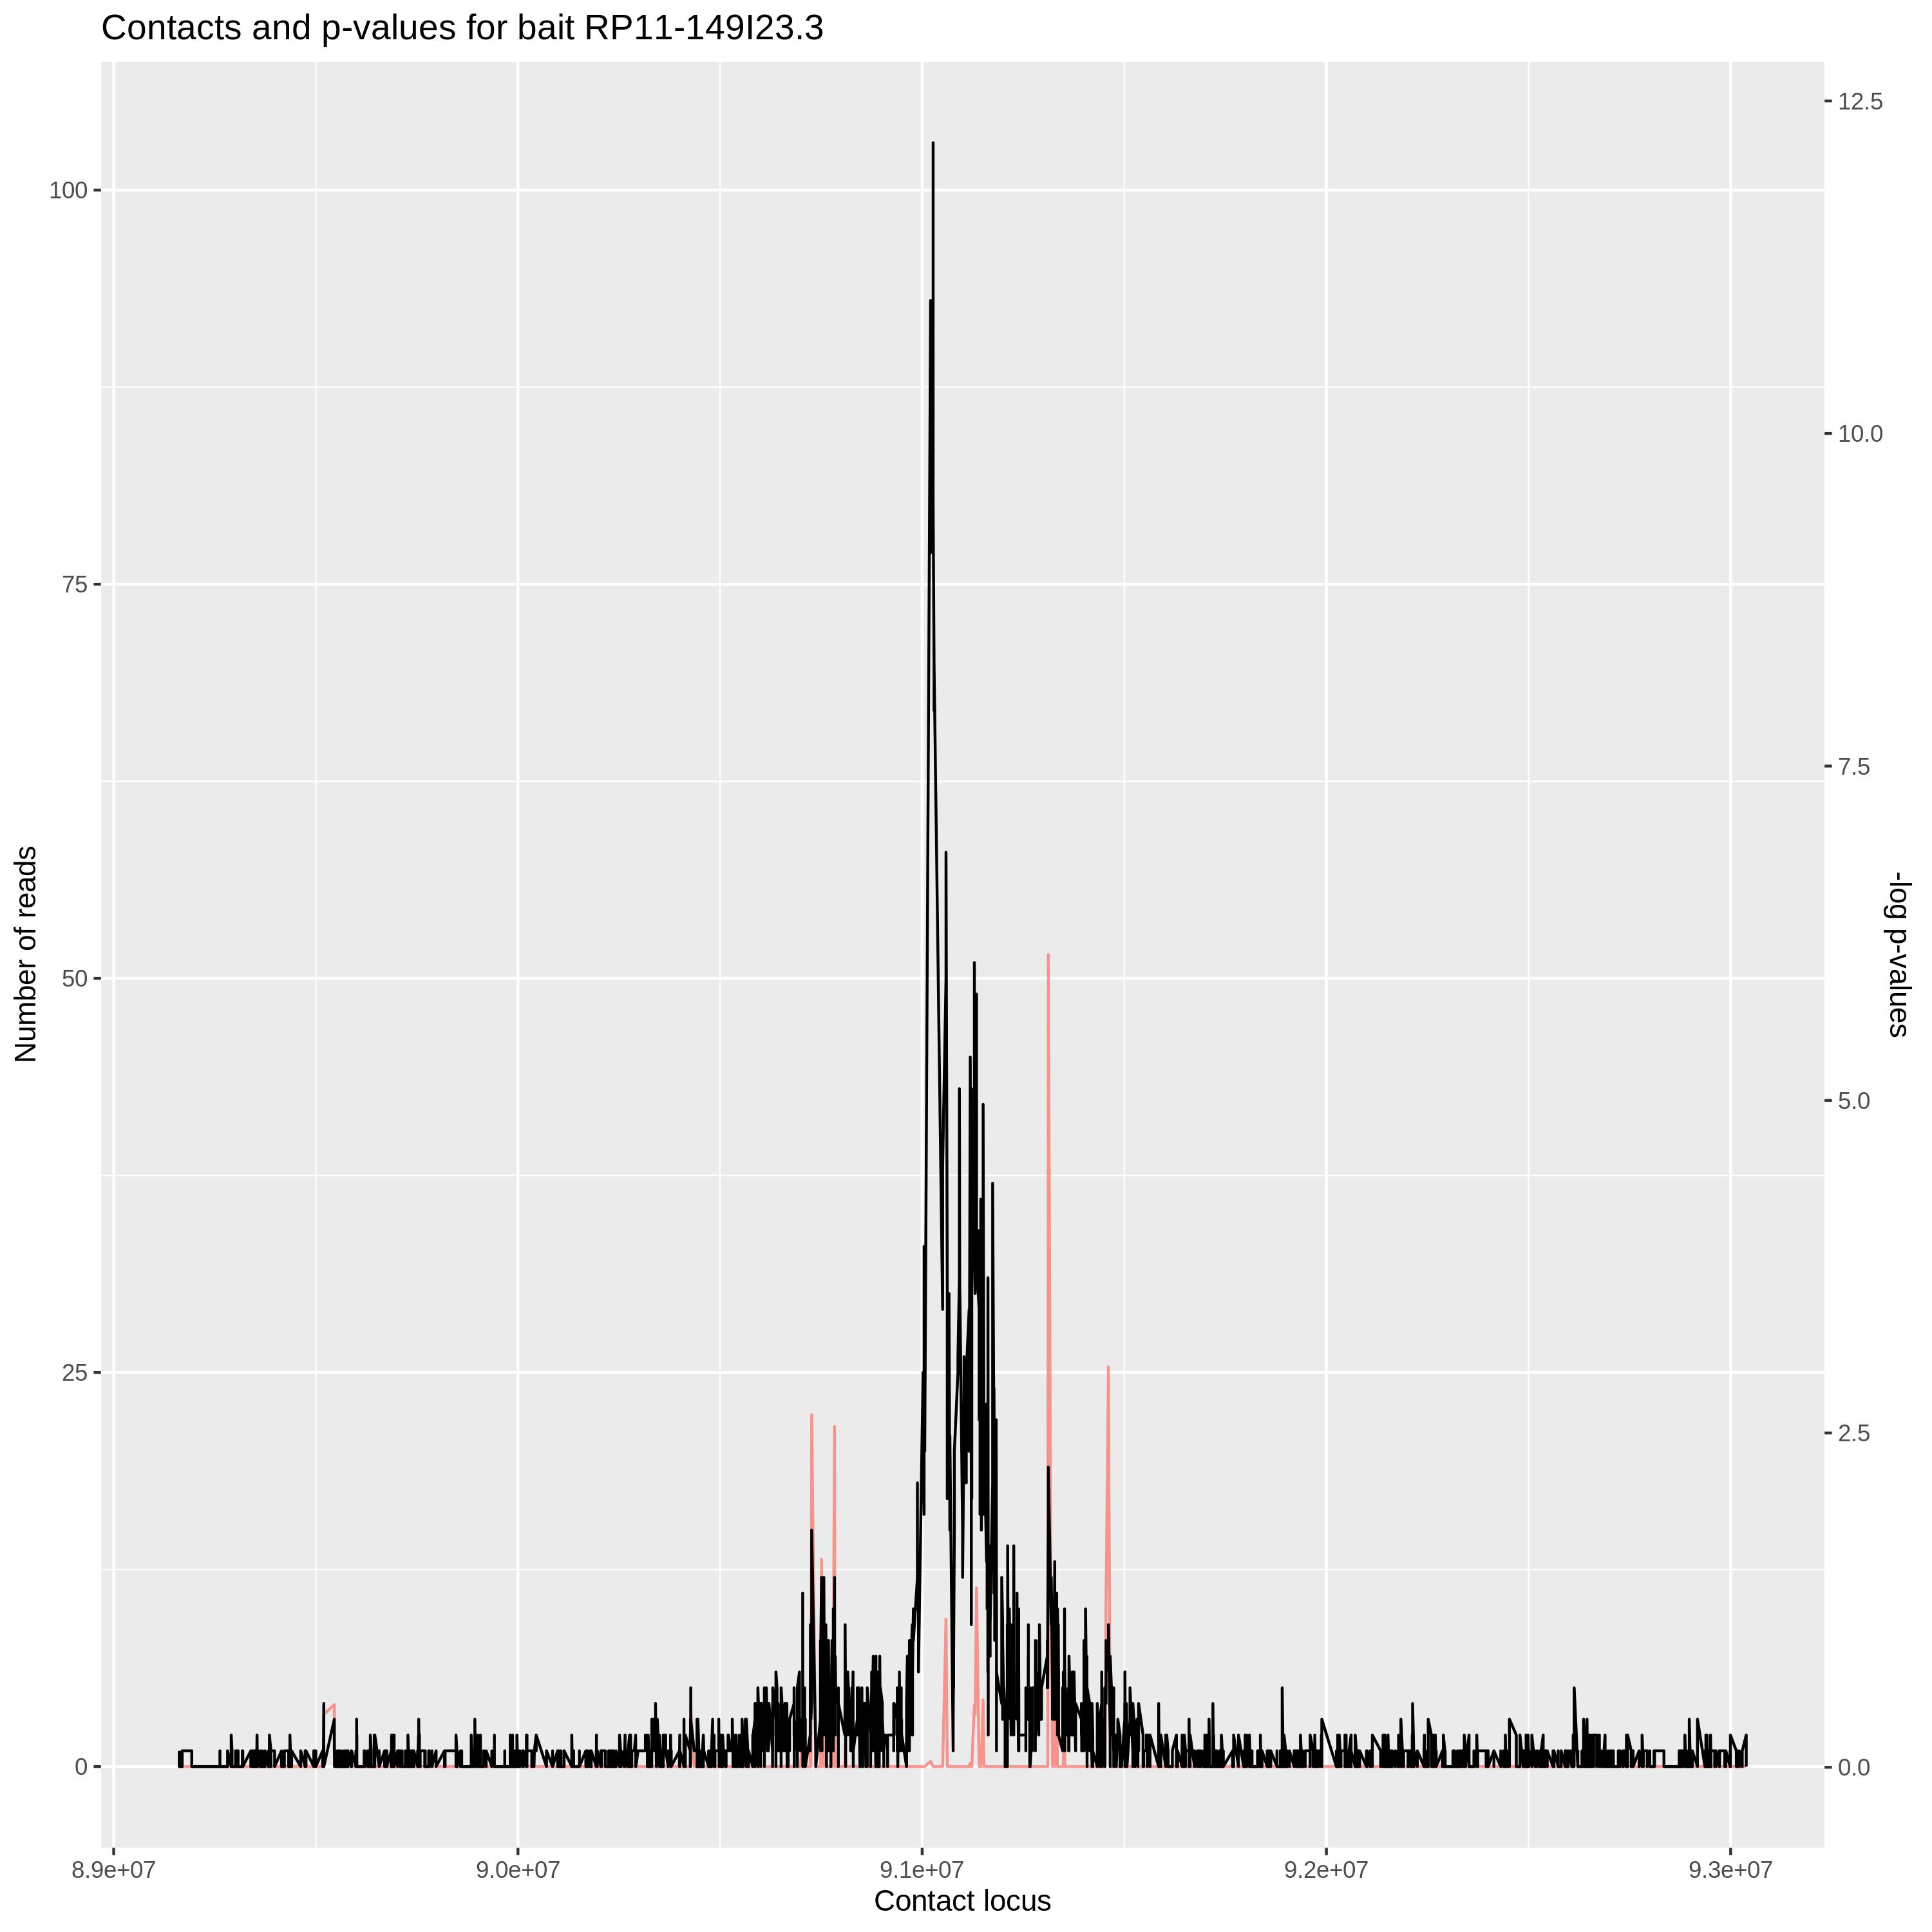 Contacts and p-values for bait RP11-149I23.3
Number of reads
100
75
50
25
0
12.5
10.0
7.5
5.0
2.5
0.0
-log p-values
8.9e+07 9.0e+07 9.1e+07 9.2e+07 9.3e+07
Contact locus